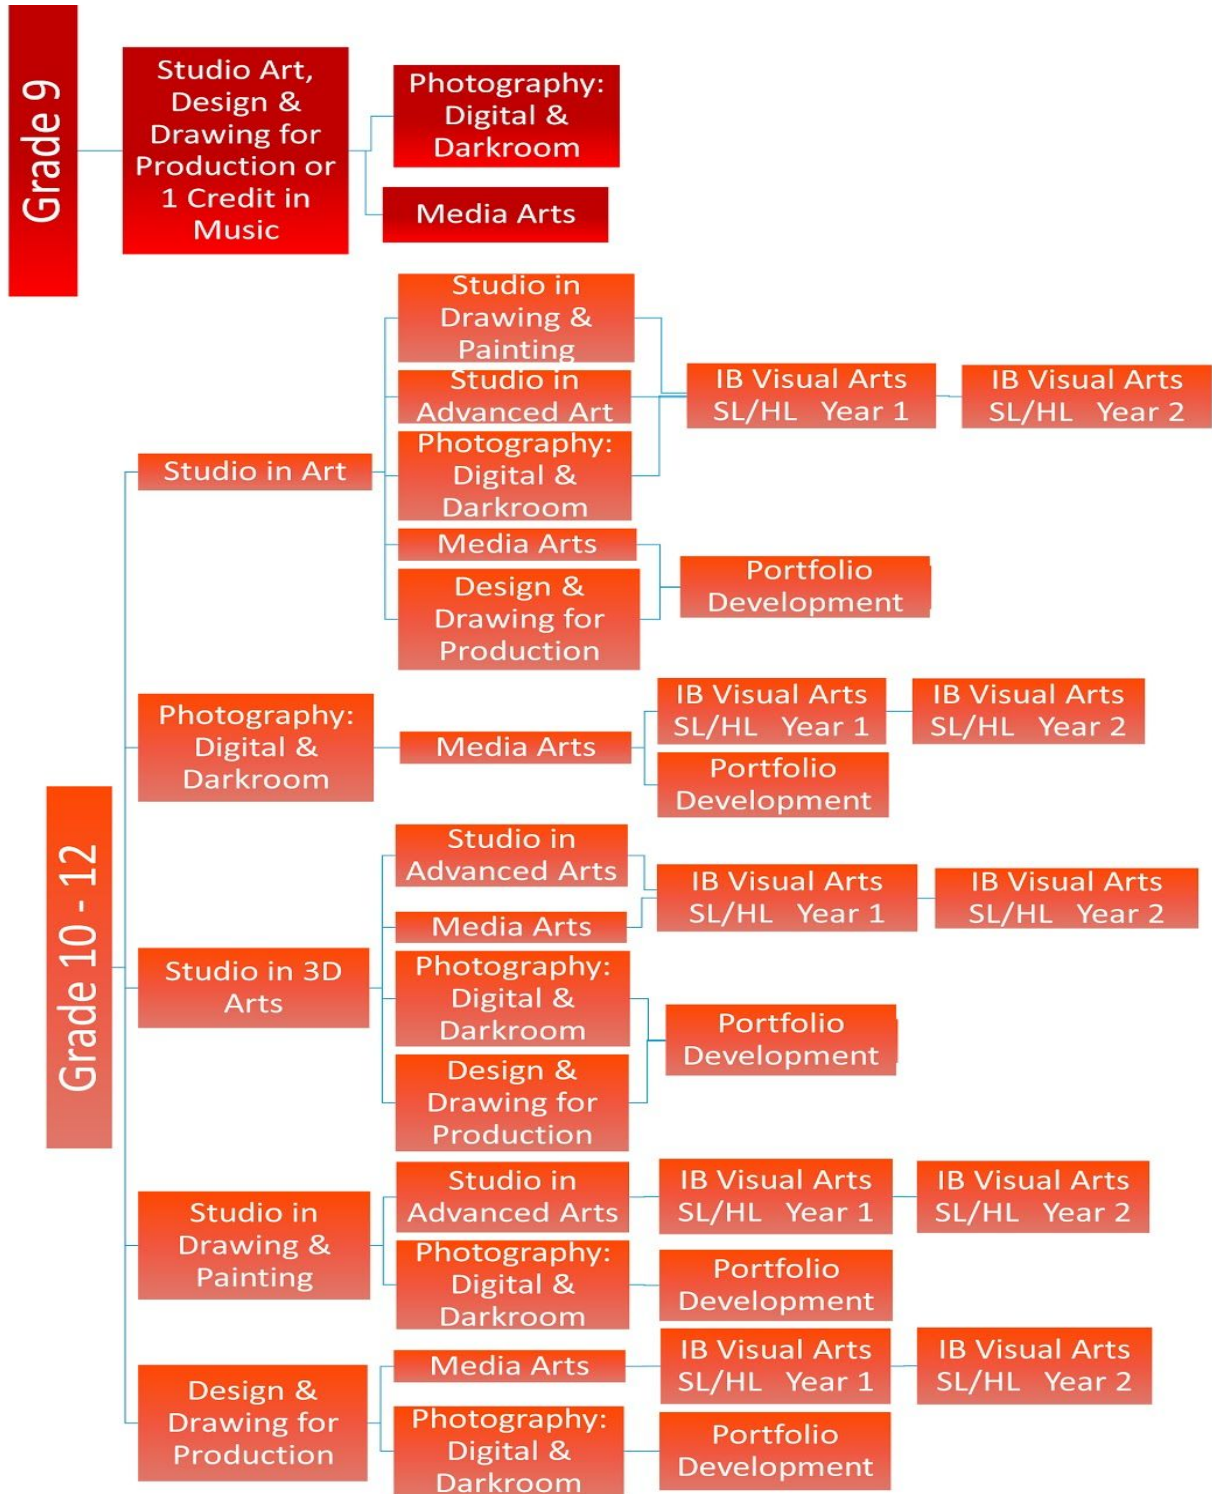 Grade 9
Studio Art,
Design &
Drawing for
Production or
1 Credit in
Music
Photography:
Digital &
Darkroom
Media Arts
Grade 10 - 12
Studio in Art
Studio in
Drawing &
Painting
Studio in
Advanced Art
Photography:
Digital &
Darkroom
IB Visual Arts
SL/HL Year 1
IB Visual Arts
SL/HL Year 2
Media Arts
Design &
Drawing for
Production
Portfolio
Development
Photography:
Digital &
Darkroom
Media Arts
IB Visual Arts
SL/HL Year 1
IB Visual Arts
SL/HL Year 2
Portfolio
Development
Studio in 3D
Arts
Studio in
Advanced Arts
Media Arts
IB Visual Arts
SL/HL Year 1
IB Visual Arts
SL/HL Year 2
Photography:
Digital &
Darkroom
Design &
Drawing for
Production
Portfolio
Development
Studio in
Drawing &
Painting
Studio in
Advanced Arts
IB Visual Arts
SL/HL Year 1
IB Visual Arts
SL/HL Year 2
Photography:
Digital &
Darkroom
Portfolio
Development
Design &
Drawing for
Production
Media Arts
IB Visual Arts
SL/HL Year 1
IB Visual Arts
SL/HL Year 2
Photography:
Digital &
Darkroom
Portfolio
Development